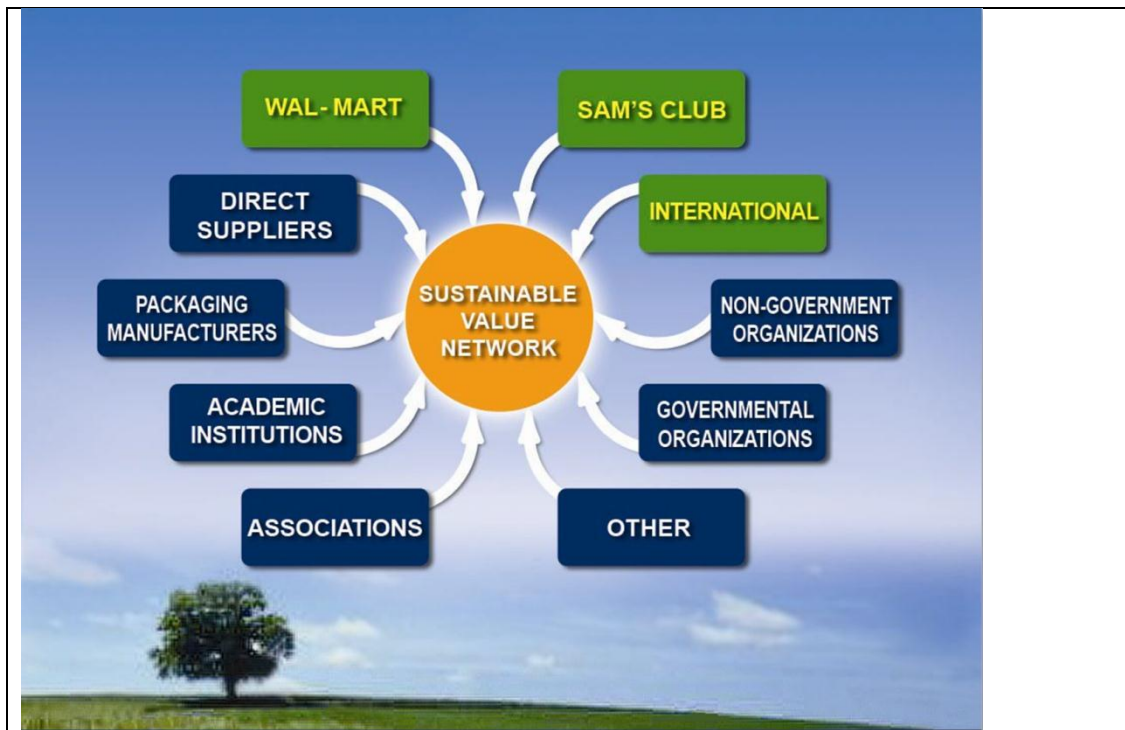 WAL- MART
SAM'S CLUB
DIRECT
SUPPLIERS
INTERNATIONAL
PACKAGING
MANUFACTURERS
SUSTAINABLE
VALUE
NETWORK
NON-GOVERNMENT
ORGANIZATIONS
ACADEMIC
INSTITUTIONS
GOVERNMENTAL
ORGANIZATIONS
ASSOCIATIONS
OTHER